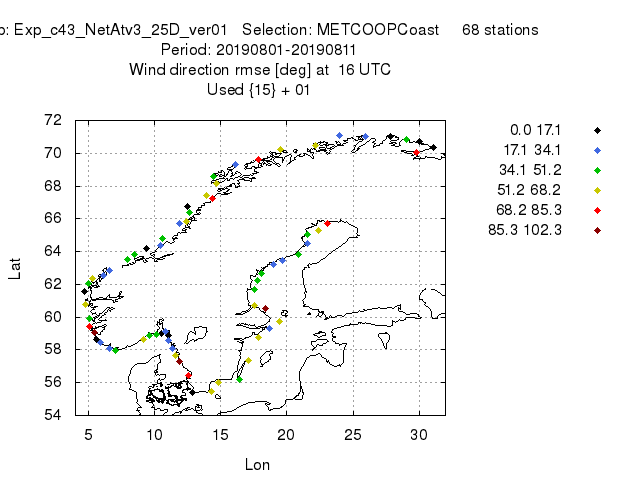 : Exp_c43_NetAtv3_25D_ver01 Selection: METCOOPCoast 68 stations
Period: 20190801-20190811
Wind direction rmse [deg] at 16 UTC
Used {15} + 01
0.0 17.1
17.1 34.1
34.1 51.2
51.2 68.2
68.2 85.3
85.3 102.3
72
70
68
66
64
62
60
58
56
54
Lat
5 10 15 20 25 30
Lon